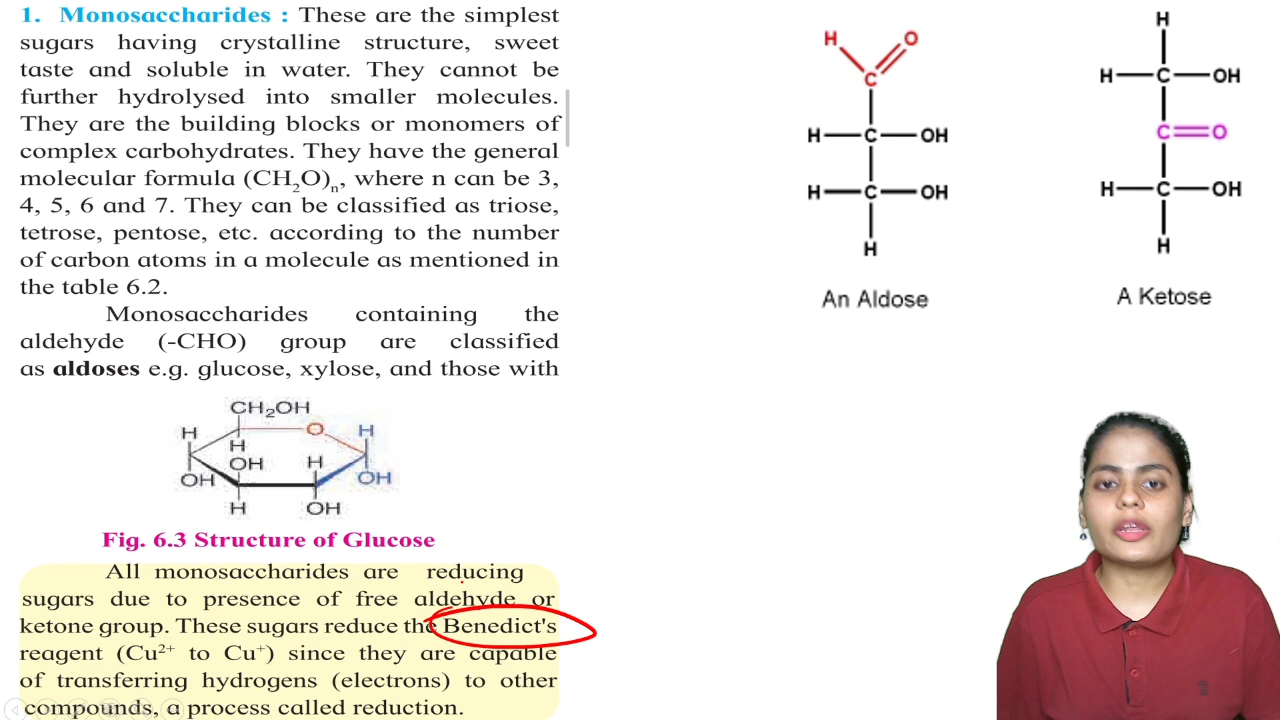 1. Monosaccharides : These are the simplest
sugars having crystalline structure, sweet
taste and soluble in water. They cannot be
further hydrolysed into smaller molecules.
They are the building blocks or monomers of
complex carbohydrates. They have the general
molecular formula (CH₂O)ₙ, where n can be 3,
4, 5, 6 and 7. They can be classified as triose,
tetrose, pentose, etc. according to the number
of carbon atoms in a molecule as mentioned in
the table 6.2.
Monosaccharides containing the
aldehyde (-CHO) group are classified
as aldoses e.g. glucose, xylose, and those with
CH₂OH
O
H H
H
OH H
OH OH
H OH
Fig. 6.3 Structure of Glucose
All monosaccharides are reducing
sugars due to presence of free aldehyde or
ketone group. These sugars reduce the Benedict's
reagent (Cu²⁺ to Cu⁺) since they are capable
of transferring hydrogens (electrons) to other
compounds, a process called reduction.
H O
C
H C OH
H C OH
H
An Aldose
H
H C OH
C O
H C OH
H
A Ketose